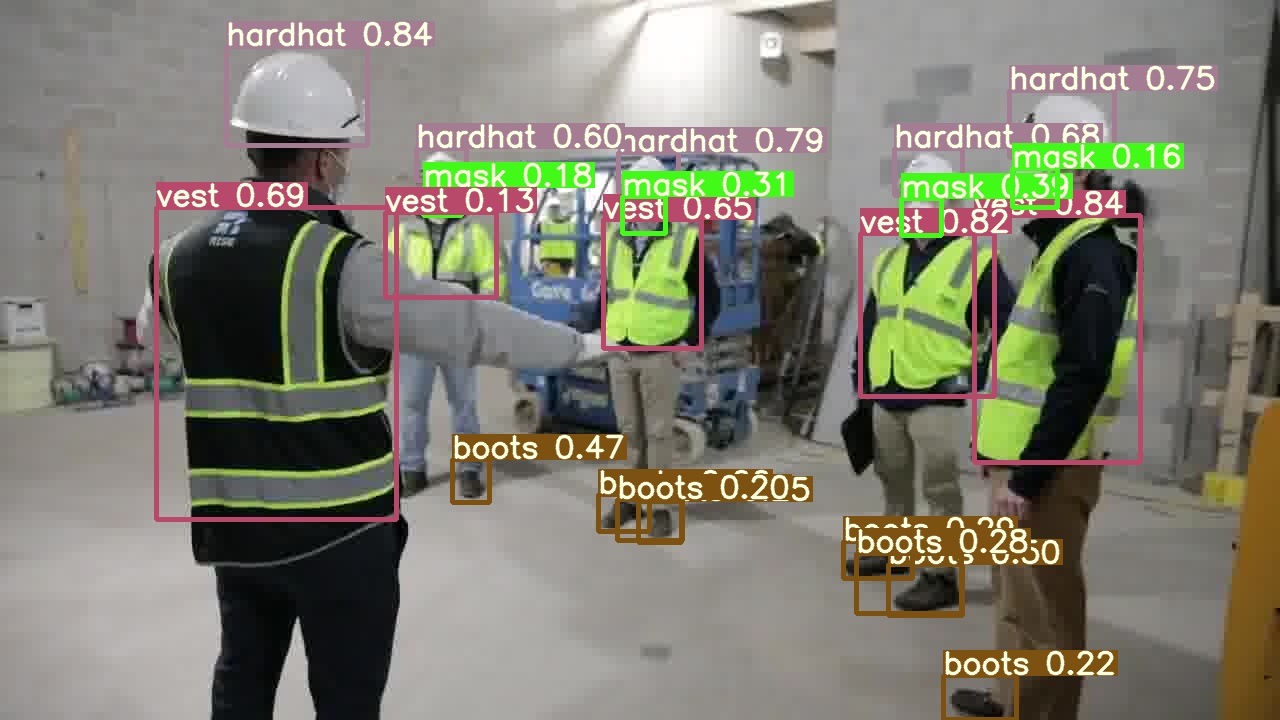 hardhat 0.84
hardhat 0.75
hardhat 0.60
hardhat 0.79
hardhat 0.68
mask 0.16
mask 0.18
mask 0.31
mask 0.39
vest 0.69
vest 0.13
vest 0.65
vest 0.84
vest 0.82
Genie
boots 0.47
boots 0.20
boots 0.28
boots 0.22